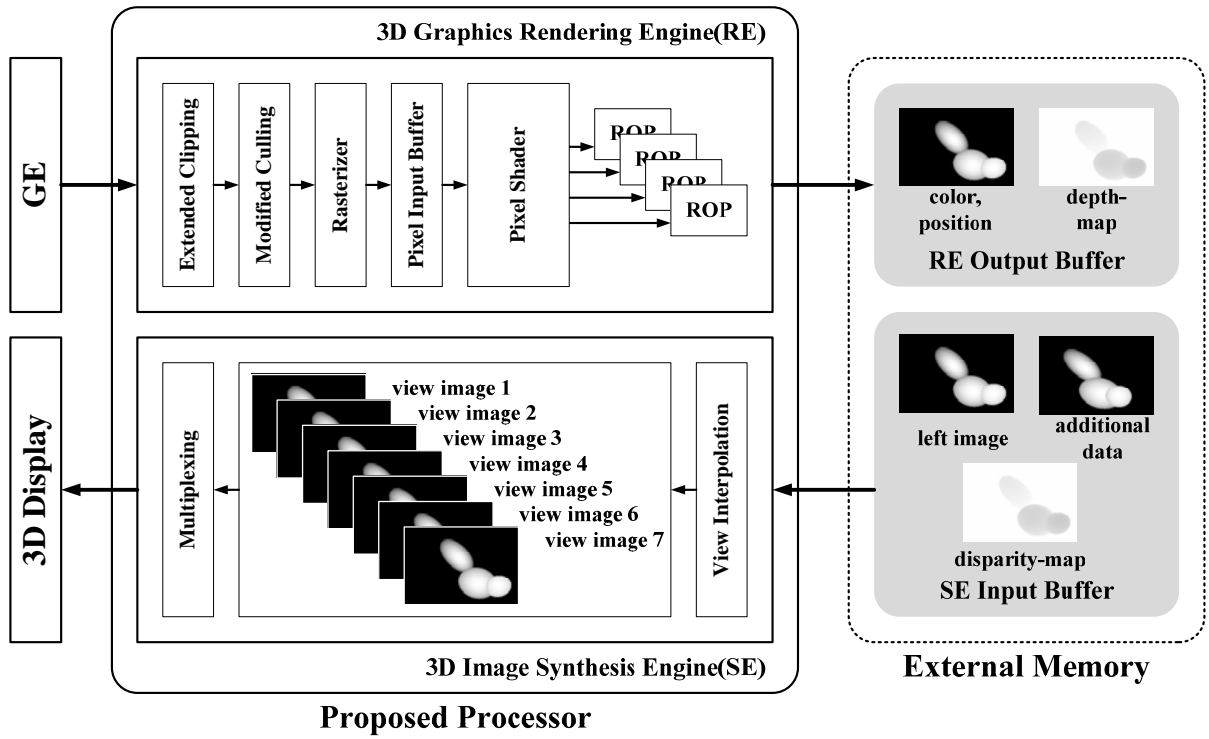 3D Graphics Rendering Engine(RE)
GE
Extended Clipping
Modified Culling
Rasterizer
Pixel Input Buffer
Pixel Shader
ROP
ROP
ROP
ROP
color,
position
depth-
map
RE Output Buffer
3D Display
Multiplexing
view image 1
view image 2
view image 3
view image 4
view image 5
view image 6
view image 7
View Interpolation
left image
additional
data
disparity-map
SE Input Buffer
3D Image Synthesis Engine(SE)
External Memory
Proposed Processor